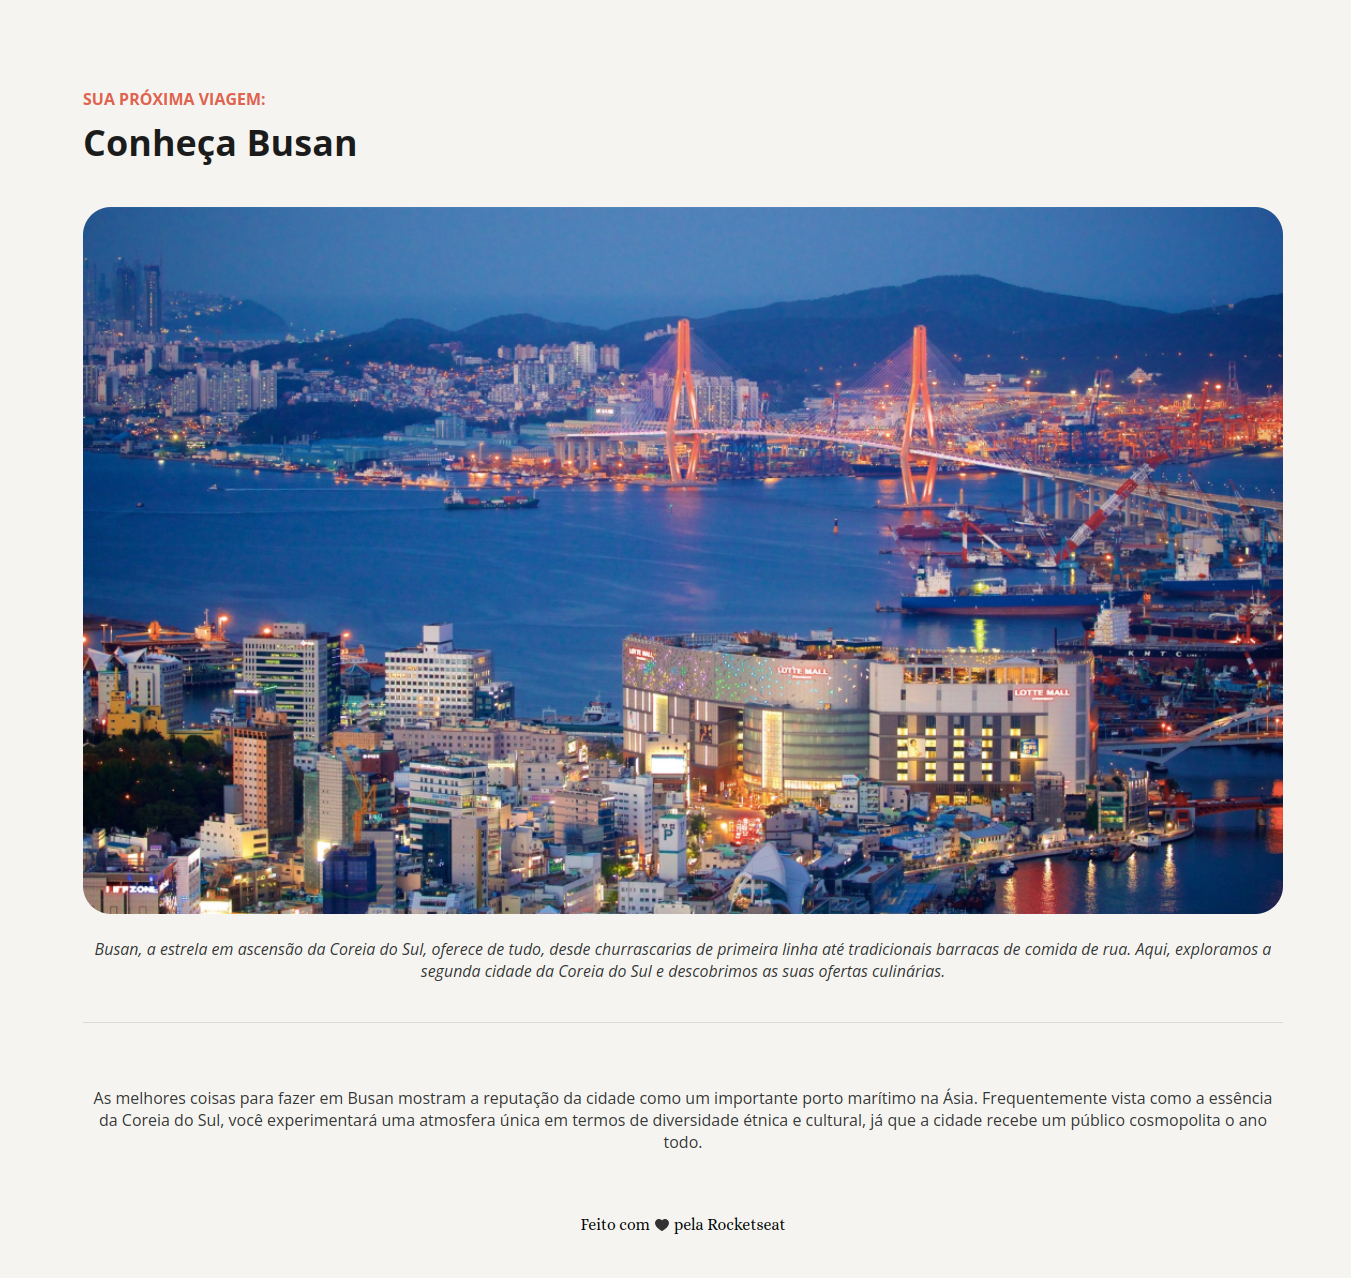 SUA PRÓXIMA VIAGEM:
Conheça Busan
LOTTE MALL
LOTTE MALL
LOTTE MALL
K M T C
P
Busan, a estrela em ascensão da Coreia do Sul, oferece de tudo, desde churrascarias de primeira linha até tradicionais barracas de comida de rua. Aqui, exploramos a
segunda cidade da Coreia do Sul e descobrimos as suas ofertas culinárias.
As melhores coisas para fazer em Busan mostram a reputação da cidade como um importante porto marítimo na Ásia. Frequentemente vista como a essência
da Coreia do Sul, você experimentará uma atmosfera única em termos de diversidade étnica e cultural, já que a cidade recebe um público cosmopolita o ano
todo.
Feito com 🖤 pela Rocketseat